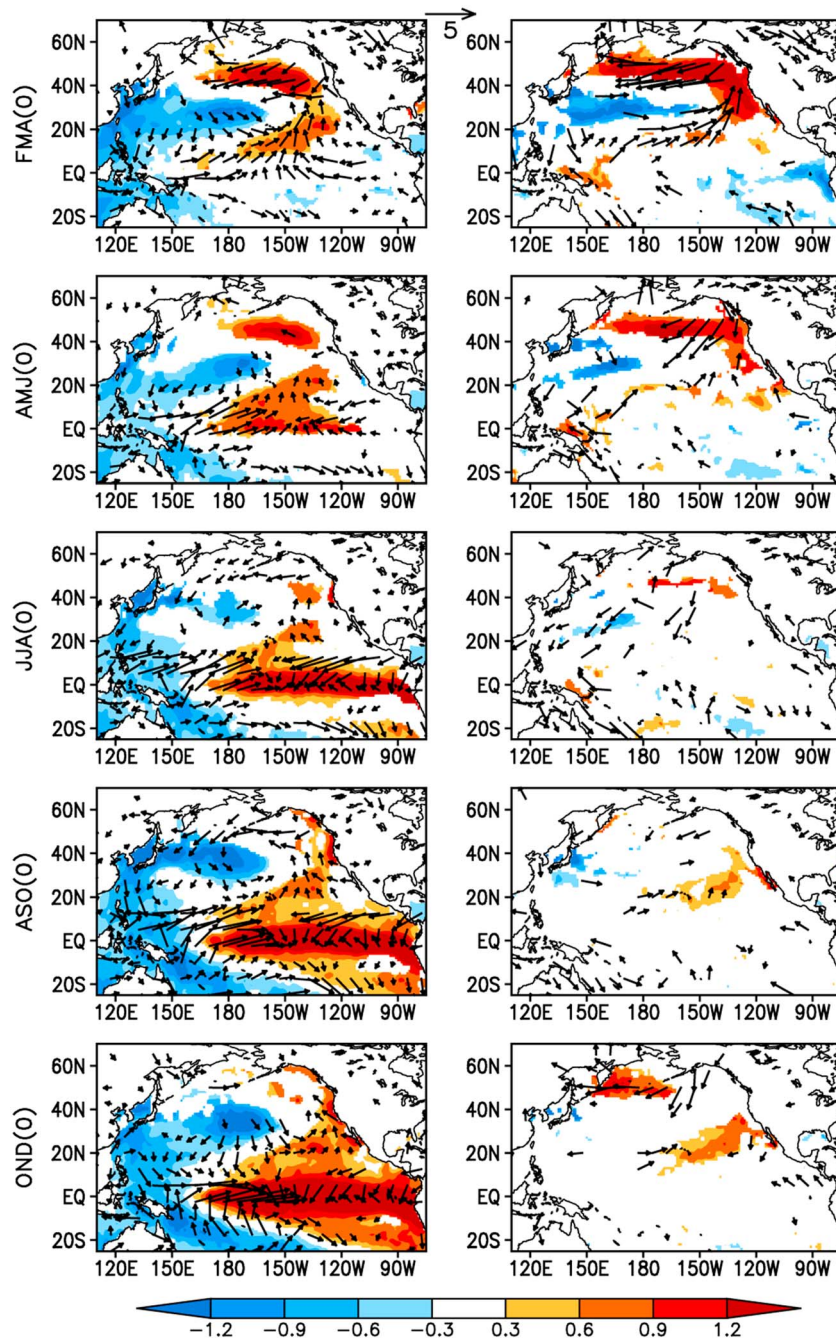 5
60N 60N
40N 40N
20N 20N
EQ EQ
20S 20S
FMA(0)
120E 150E 180 150W 120W 90W 120E 150E 180 150W 120W 90W
60N 60N
40N 40N
20N 20N
EQ EQ
20S 20S
AMJ(0)
120E 150E 180 150W 120W 90W 120E 150E 180 150W 120W 90W
60N 60N
40N 40N
20N 20N
EQ EQ
20S 20S
JJA(0)
120E 150E 180 150W 120W 90W 120E 150E 180 150W 120W 90W
60N 60N
40N 40N
20N 20N
EQ EQ
20S 20S
ASO(0)
120E 150E 180 150W 120W 90W 120E 150E 180 150W 120W 90W
60N 60N
40N 40N
20N 20N
EQ EQ
20S 20S
OND(0)
120E 150E 180 150W 120W 90W 120E 150E 180 150W 120W 90W
−1.2 −0.9 −0.6 −0.3 0.3 0.6 0.9 1.2